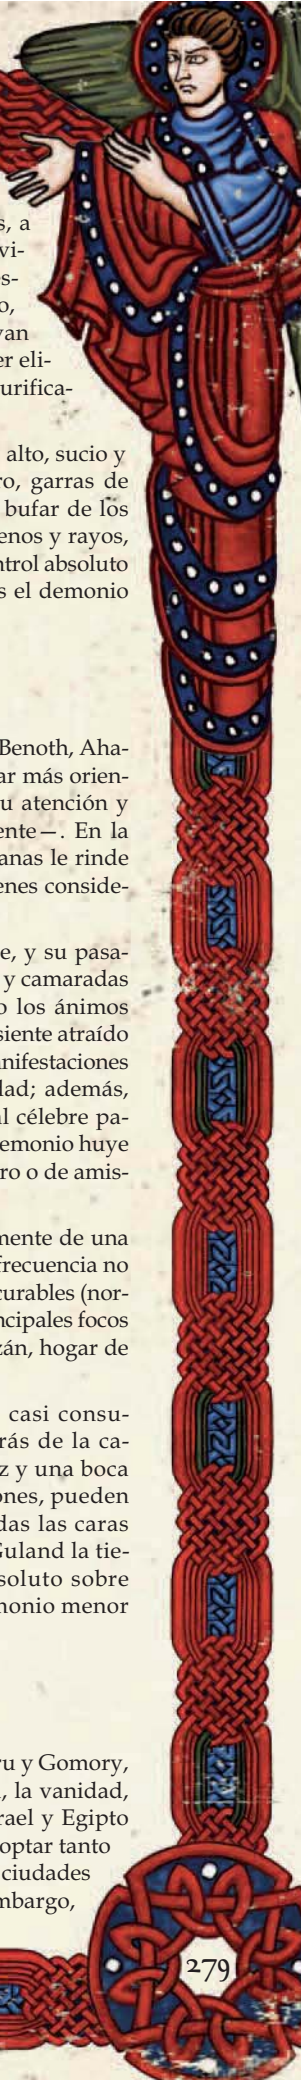 s, a
vi-
es-
o,
van
er eli-
urifica-
alto, sucio y
ro, garras de
bufar de los
enos y rayos,
ntrol absoluto
s el demonio
Benoth, Aha-
ar más orien-
u atención y
ente—. En la
anas le rinde
enes conside-
e, y su pasa-
y camaradas
o los ánimos
siente atraído
anifestaciones
dad; además,
al célebre pa-
emonio huye
ro o de amis-
mente de una
frecuencia no
curables (nor-
ncipales focos
zán, hogar de
casi consu-
rás de la ca-
z y una boca
ones, pueden
das las caras
Guland la tie-
soluto sobre
monio menor
ru y Gomory,
, la vanidad,
rael y Egipto
optar tanto
ciudades
mbargo,
279